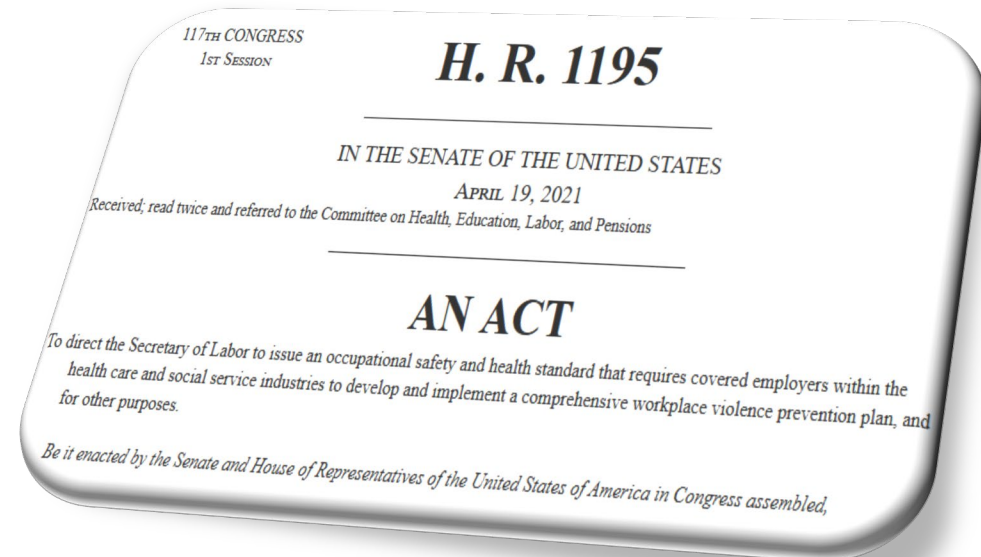 117TH CONGRESS
1ST SESSION
H. R. 1195
IN THE SENATE OF THE UNITED STATES
APRIL 19, 2021
Received; read twice and referred to the Committee on Health, Education, Labor, and Pensions
AN ACT
To direct the Secretary of Labor to issue an occupational safety and health standard that requires covered employers within the
health care and social service industries to develop and implement a comprehensive workplace violence prevention plan, and
for other purposes.
Be it enacted by the Senate and House of Representatives of the United States of America in Congress assembled,